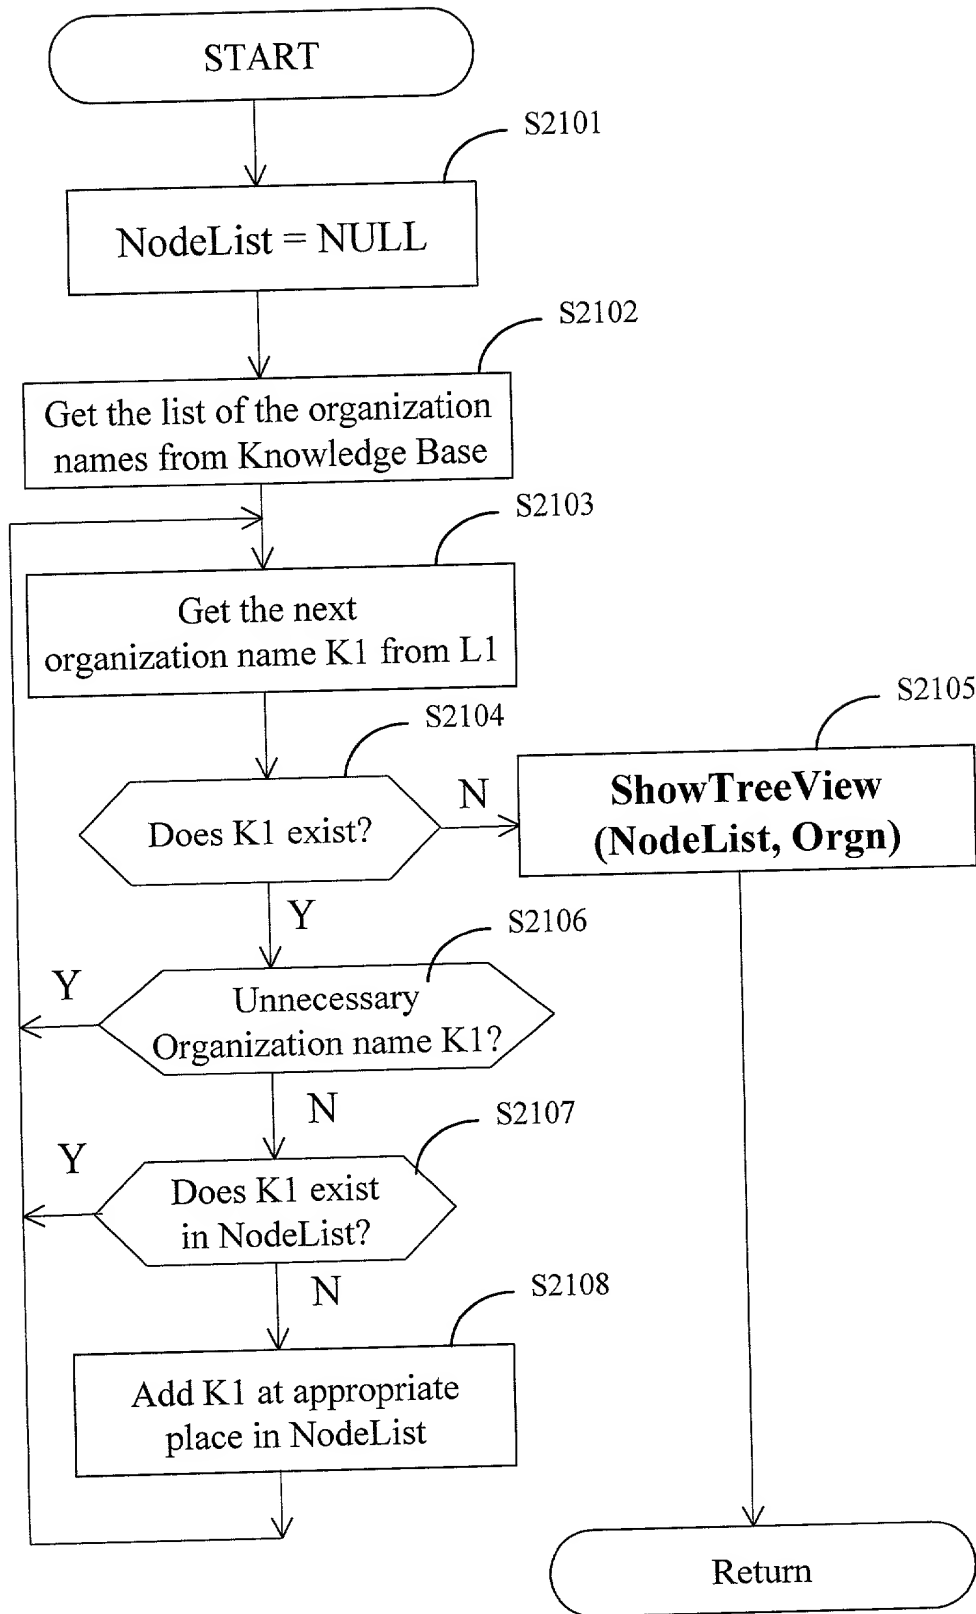 START
S2101
NodeList = NULL
S2102
Get the list of the organization
names from Knowledge Base
S2103
Get the next
organization name K1 from L1
S2104
Does K1 exist?
N
S2105
ShowTreeView
(NodeList, Orgn)
Y
S2106
Y
Unnecessary
Organization name K1?
N
S2107
Y
Does K1 exist
in NodeList?
N
S2108
Add K1 at appropriate
place in NodeList
Return